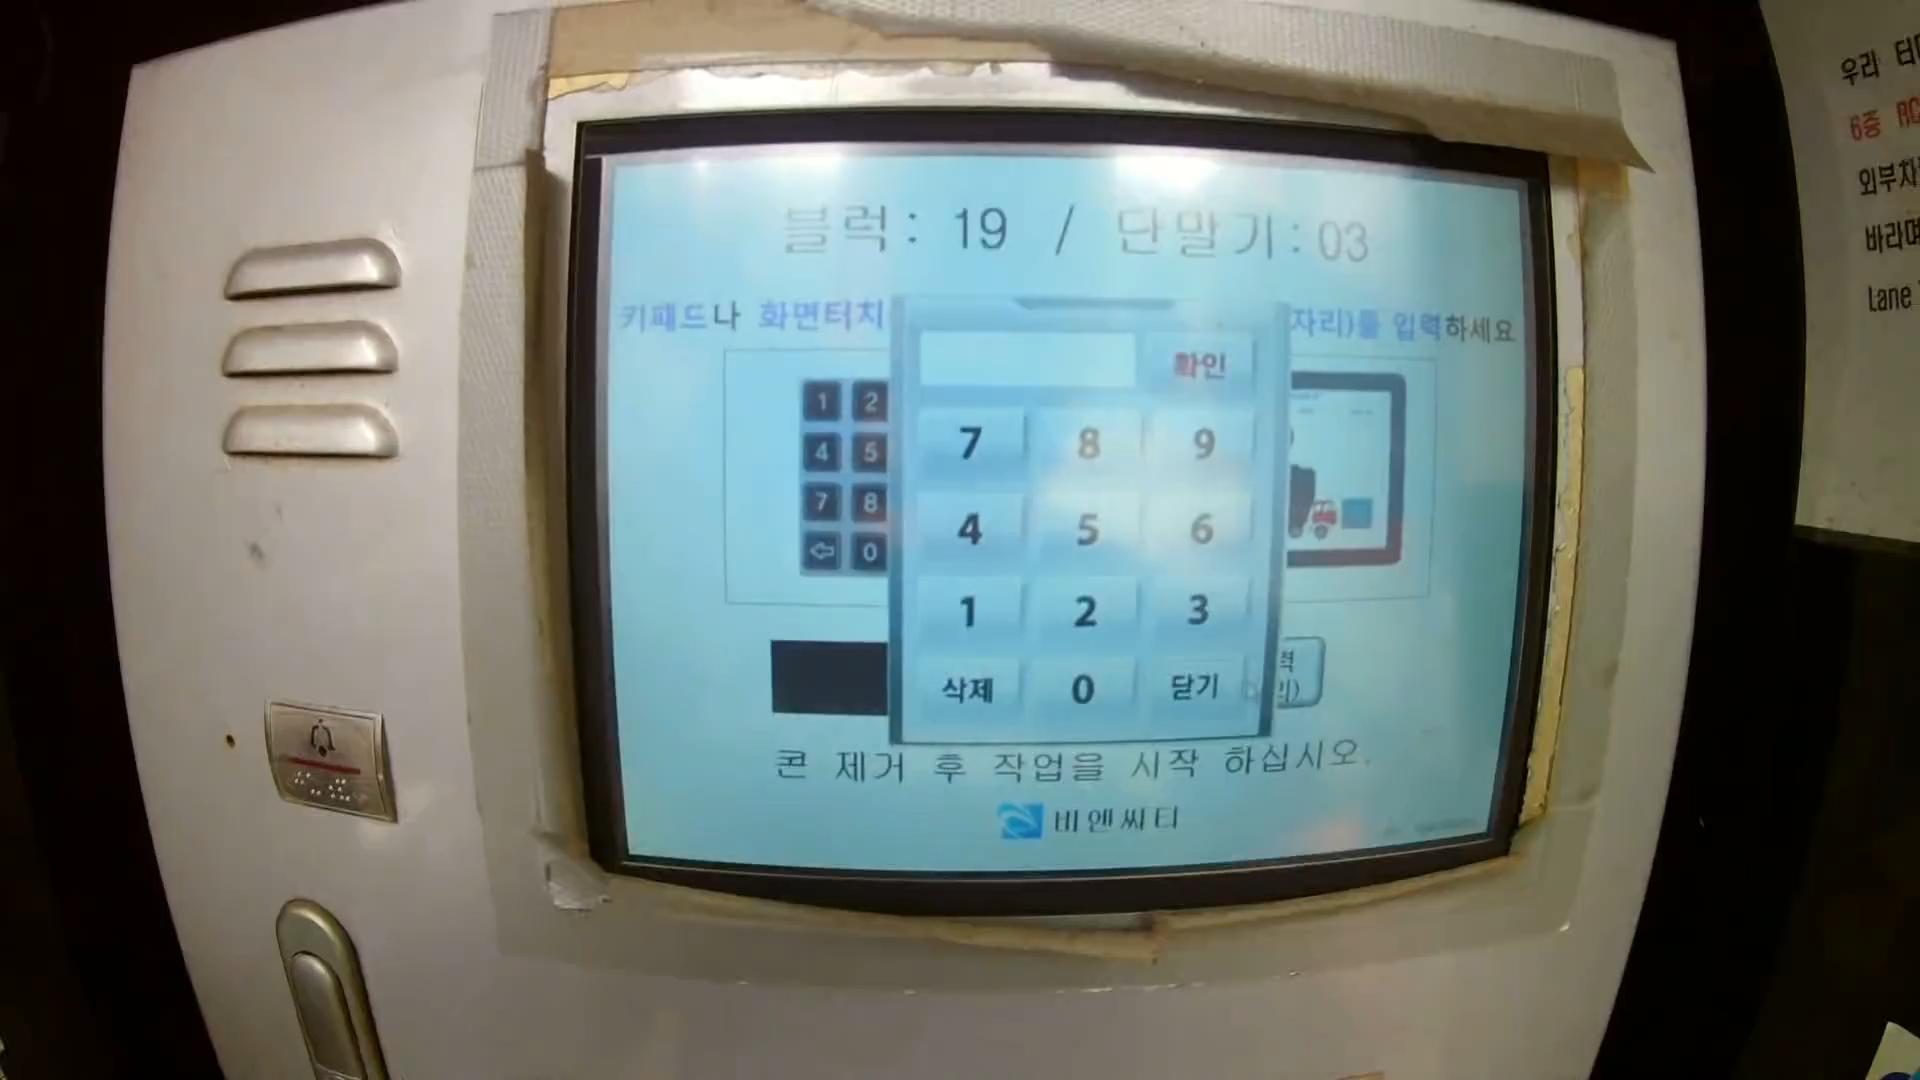 블럭: 19 / 단말기: 03
키패드나 화면터치
자리)를 입력하세요
확인
1 2
4 5
7 8
0
7 8 9
4 5 6
1 2 3
삭제 0 닫기
력
콘 제거 후 작업을 시작 하십시오.
비앤씨티
우리
6종
외부차
바라며
Lane